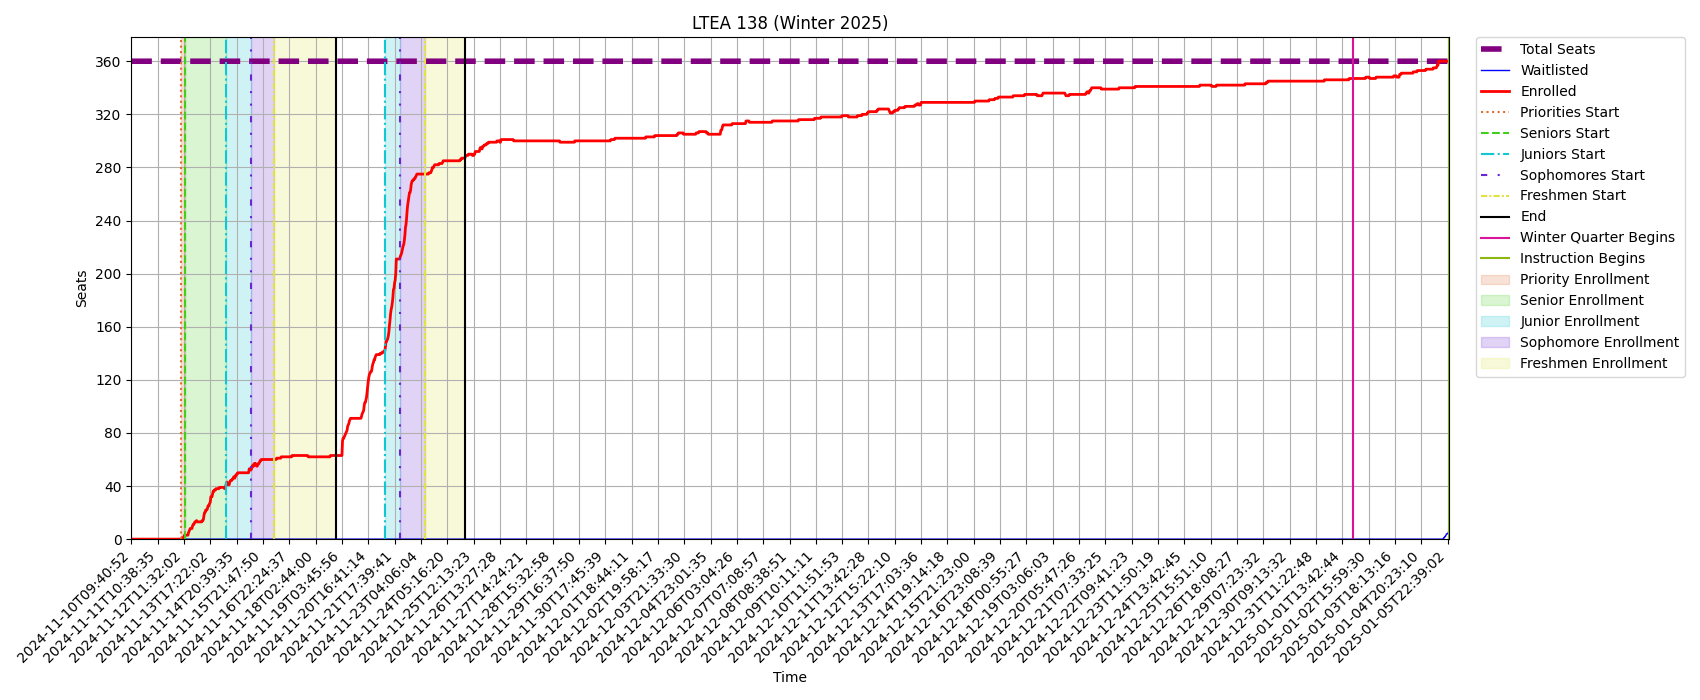 LTEA 138 (Winter 2025)
Seats
360
320
280
240
200
160
120
80
40
0
2024-11-10T09:40:52
2024-11-11T10:38:35
2024-11-12T11:32:02
2024-11-13T17:22:02
2024-11-14T20:39:35
2024-11-15T21:47:50
2024-11-16T22:24:37
2024-11-18T02:44:00
2024-11-19T03:45:56
2024-11-20T16:41:14
2024-11-21T17:39:41
2024-11-23T04:06:04
2024-11-24T05:16:20
2024-11-25T12:13:23
2024-11-26T13:27:28
2024-11-27T14:24:21
2024-11-28T15:32:58
2024-11-29T16:37:50
2024-11-30T17:45:39
2024-12-01T18:44:11
2024-12-02T19:58:17
2024-12-03T21:33:30
2024-12-04T23:01:35
2024-12-06T03:04:26
2024-12-07T07:08:57
2024-12-08T08:38:51
2024-12-09T10:11:11
2024-12-10T11:51:53
2024-12-11T13:42:28
2024-12-12T15:22:10
2024-12-13T17:03:36
2024-12-14T19:14:18
2024-12-15T21:23:00
2024-12-16T23:08:39
2024-12-18T00:55:27
2024-12-19T03:06:03
2024-12-20T05:47:26
2024-12-21T07:33:25
2024-12-22T09:41:23
2024-12-23T11:50:19
2024-12-24T13:42:45
2024-12-25T15:51:10
2024-12-26T18:08:27
2024-12-29T07:23:32
2024-12-30T09:13:32
2024-12-31T11:22:48
2025-01-01T13:42:44
2025-01-02T15:59:30
2025-01-03T18:13:16
2025-01-04T20:23:10
2025-01-05T22:39:02
Time
Total Seats
Waitlisted
Enrolled
Priorities Start
Seniors Start
Juniors Start
Sophomores Start
Freshmen Start
End
Winter Quarter Begins
Instruction Begins
Priority Enrollment
Senior Enrollment
Junior Enrollment
Sophomore Enrollment
Freshmen Enrollment